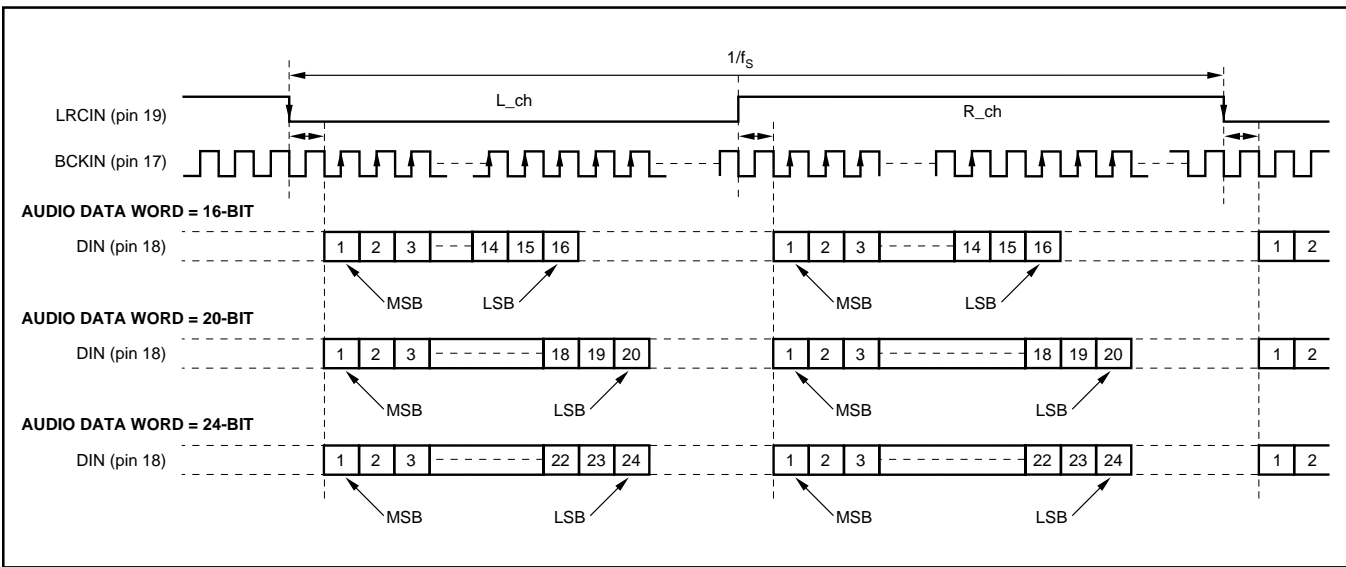 1/fS
L_ch
R_ch
LRCIN (pin 19)
BCKIN (pin 17)
AUDIO DATA WORD = 16-BIT
DIN (pin 18) 1 2 3 14 15 16 1 2 3 14 15 16 1 2
MSB LSB MSB LSB
AUDIO DATA WORD = 20-BIT
DIN (pin 18) 1 2 3 18 19 20 1 2 3 18 19 20 1 2
MSB LSB MSB LSB
AUDIO DATA WORD = 24-BIT
DIN (pin 18) 1 2 3 22 23 24 1 2 3 22 23 24 1 2
MSB LSB MSB LSB